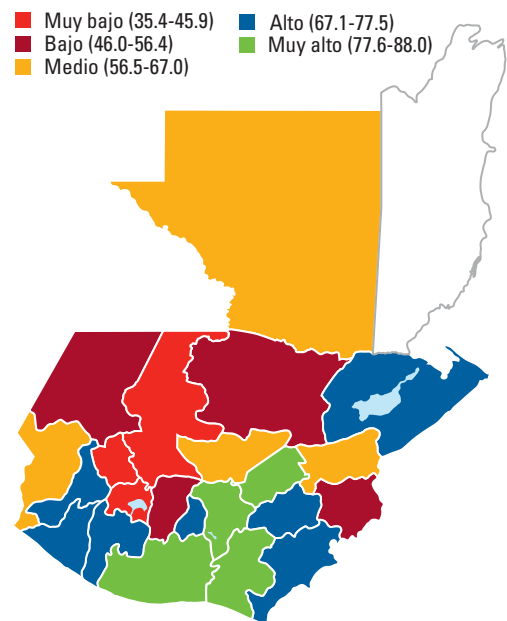 Muy bajo (35.4-45.9)
Bajo (46.0-56.4)
Medio (56.5-67.0)
Alto (67.1-77.5)
Muy alto (77.6-88.0)